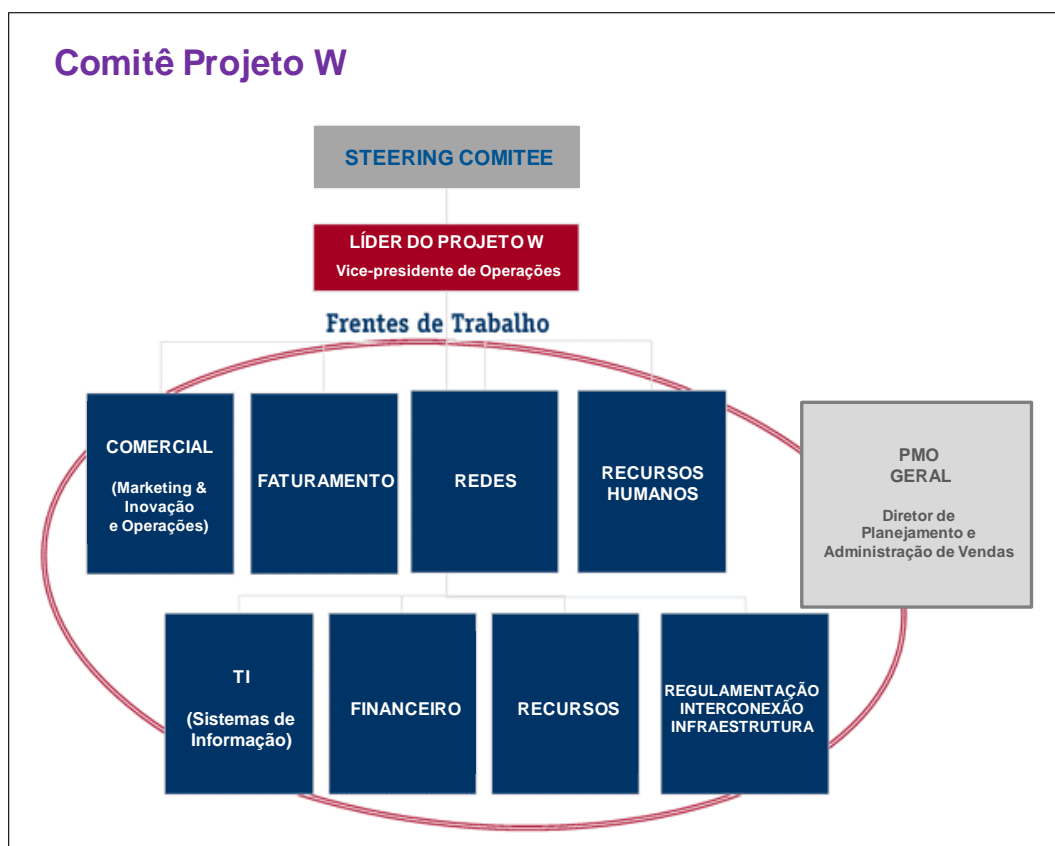 Comitê Projeto W
STEERING COMITEE
LÍDER DO PROJETO W
Vice-presidente de Operações
Frentes de Trabalho
COMERCIAL
(Marketing &
Inovação
e Operações)
FATURAMENTO
REDES
RECURSOS
HUMANOS
PMO
GERAL
Diretor de
Planejamento e
Administração de Vendas
TI
(Sistemas de
Informação)
FINANCEIRO
RECURSOS
REGULAMENTAÇÃO
INTERCONEXÃO
INFRAESTRUTURA